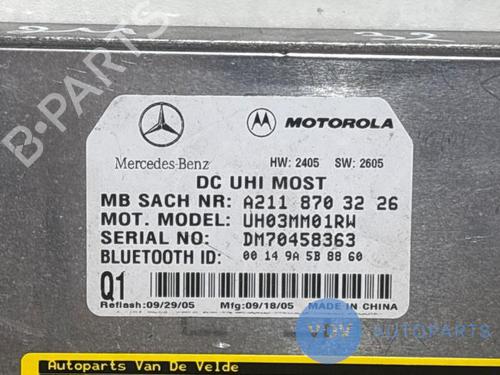 MOTOROLA
Mercedes-Benz
HW: 2405 SW: 2605
DC UHI MOST
MB SACH NR: A211 870 32 26
MOT. MODEL: UH03MM01RW
SERIAL NO: DM70458363
BLUETOOTH ID: 00 14 9A 5B 88 60
Q1
Reflash:09/29/05 Mfg:09/18/05 MADE IN CHINA
VDV AUTOPARTS
Autoparts Van De Velde